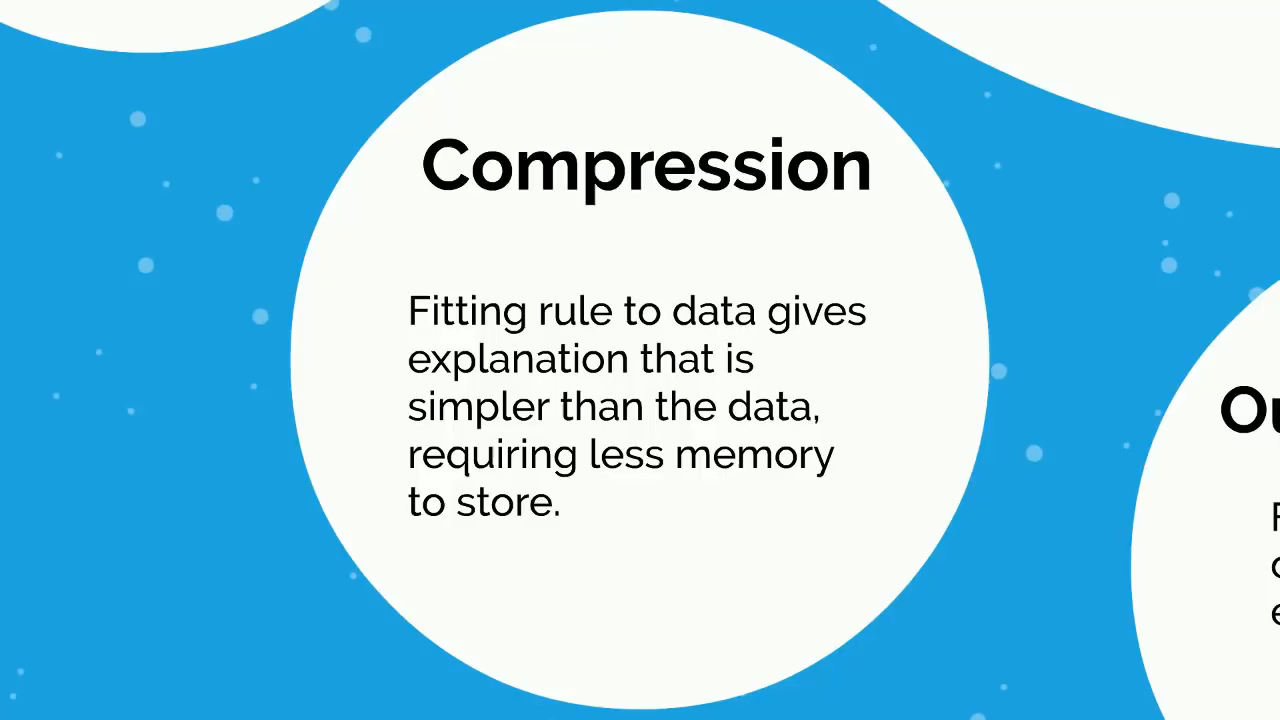 Compression
Fitting rule to data gives
explanation that is
simpler than the data,
requiring less memory
to store.